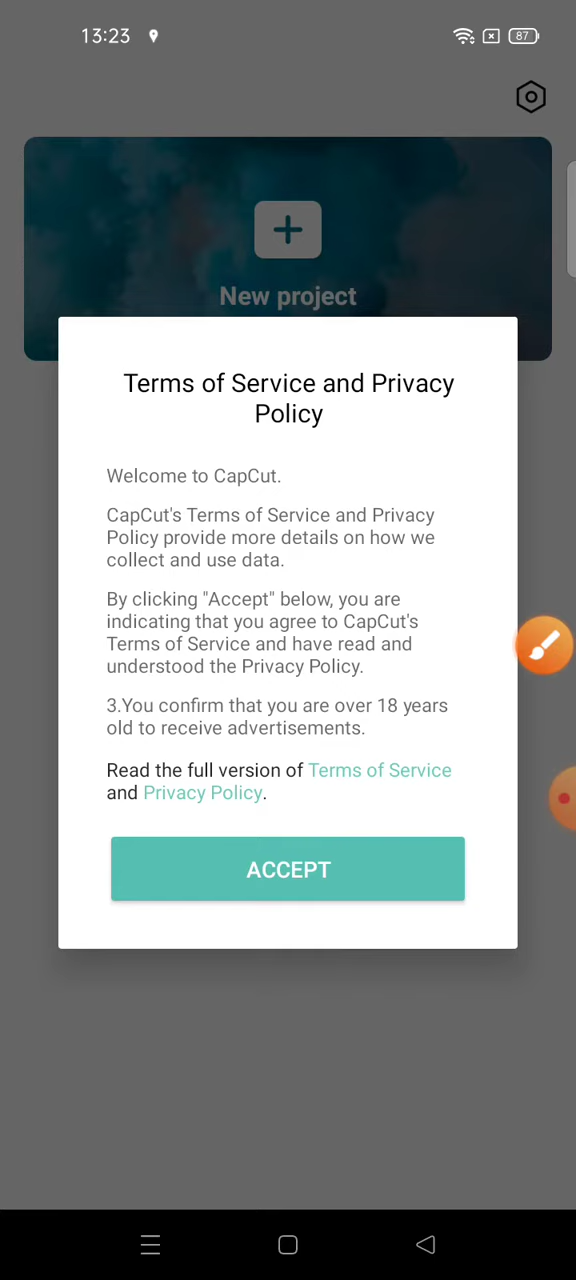 13:23
87
New project
Terms of Service and Privacy
Policy
Welcome to CapCut.
CapCut's Terms of Service and Privacy
Policy provide more details on how we
collect and use data.
By clicking "Accept" below, you are
indicating that you agree to CapCut's
Terms of Service and have read and
understood the Privacy Policy.
3.You confirm that you are over 18 years
old to receive advertisements.
Read the full version of Terms of Service
and Privacy Policy.
ACCEPT